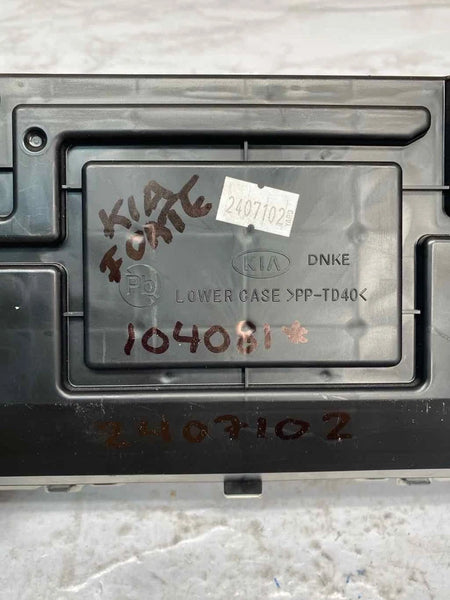 KIA
FORTE
2407102
KIA
DNKE
Pb
LOWER CASE >PP-TD40<
104081*
2407102